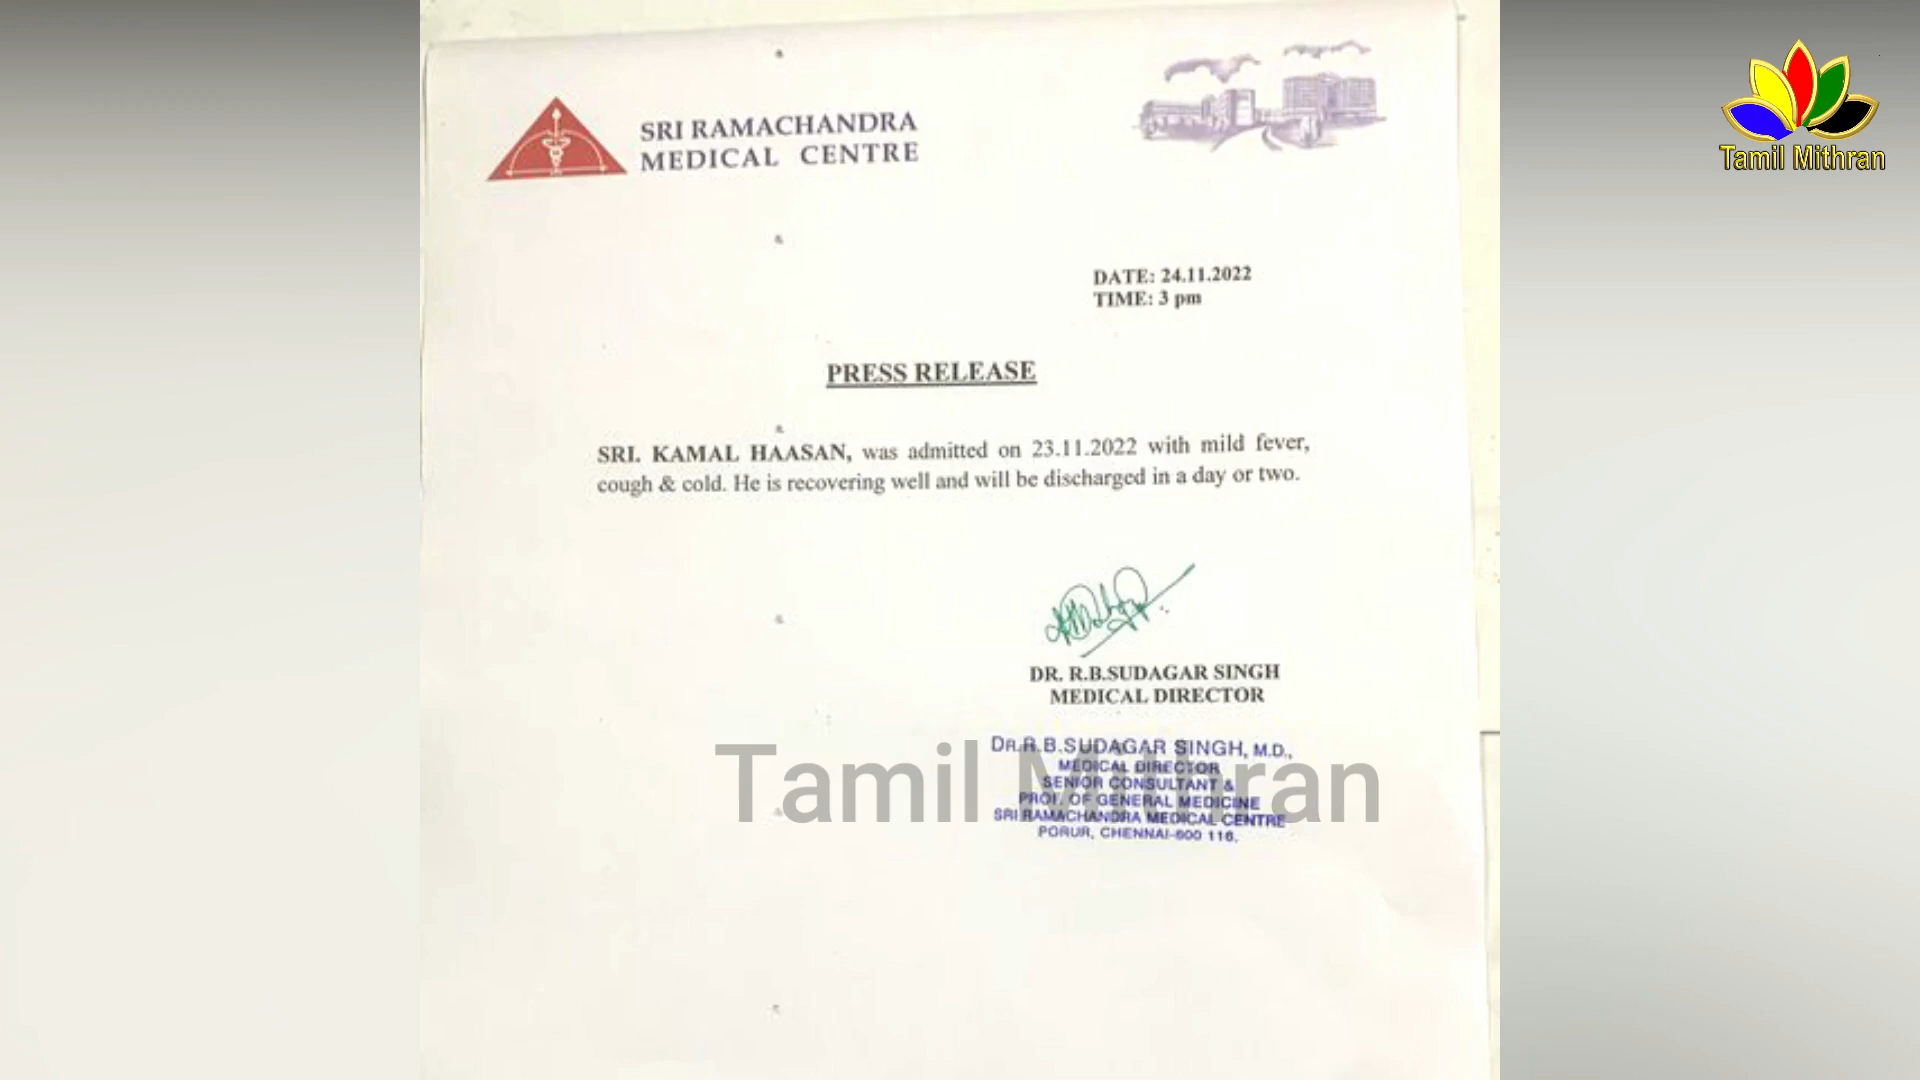 SRI RAMACHANDRA
MEDICAL CENTRE
Tamil Mithran
DATE: 24.11.2022
TIME: 3 pm
PRESS RELEASE
SRI. KAMAL HAASAN, was admitted on 23.11.2022 with mild fever,
cough & cold. He is recovering well and will be discharged in a day or two.
DR. R.B.SUDAGAR SINGH
MEDICAL DIRECTOR
DR.R.B.SUDAGAR SINGH, M.D.,
MEDICAL DIRECTOR
SENIOR CONSULTANT &
PROF. OF GENERAL MEDICINE
SRI RAMACHANDRA MEDICAL CENTRE
PORUR, CHENNAI-600 116.
Tamil Mithran